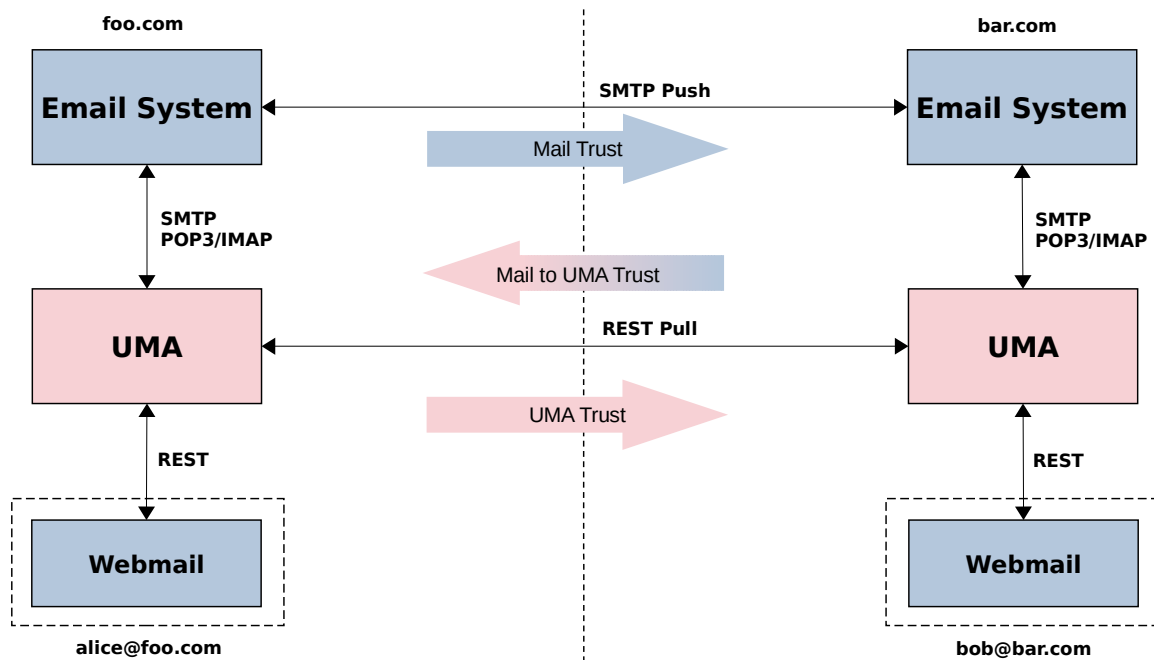 foo.com
bar.com
Email System
SMTP Push
Email System
Mail Trust
SMTP
POP3/IMAP
SMTP
POP3/IMAP
Mail to UMA Trust
UMA
REST Pull
UMA
UMA Trust
REST
REST
Webmail
Webmail
alice@foo.com
bob@bar.com